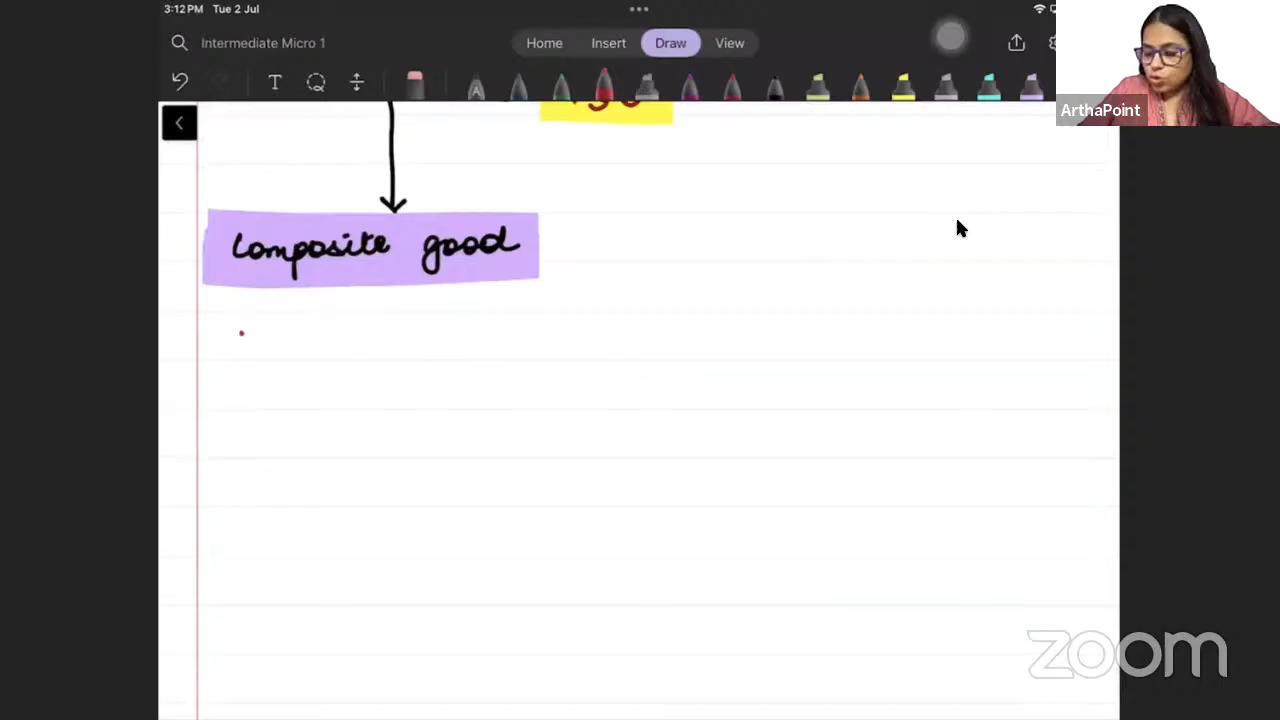 3:12 PM Tue 2 Jul
Intermediate Micro 1
Home Insert Draw View
T
A
ArthaPoint
Composite good
zoom